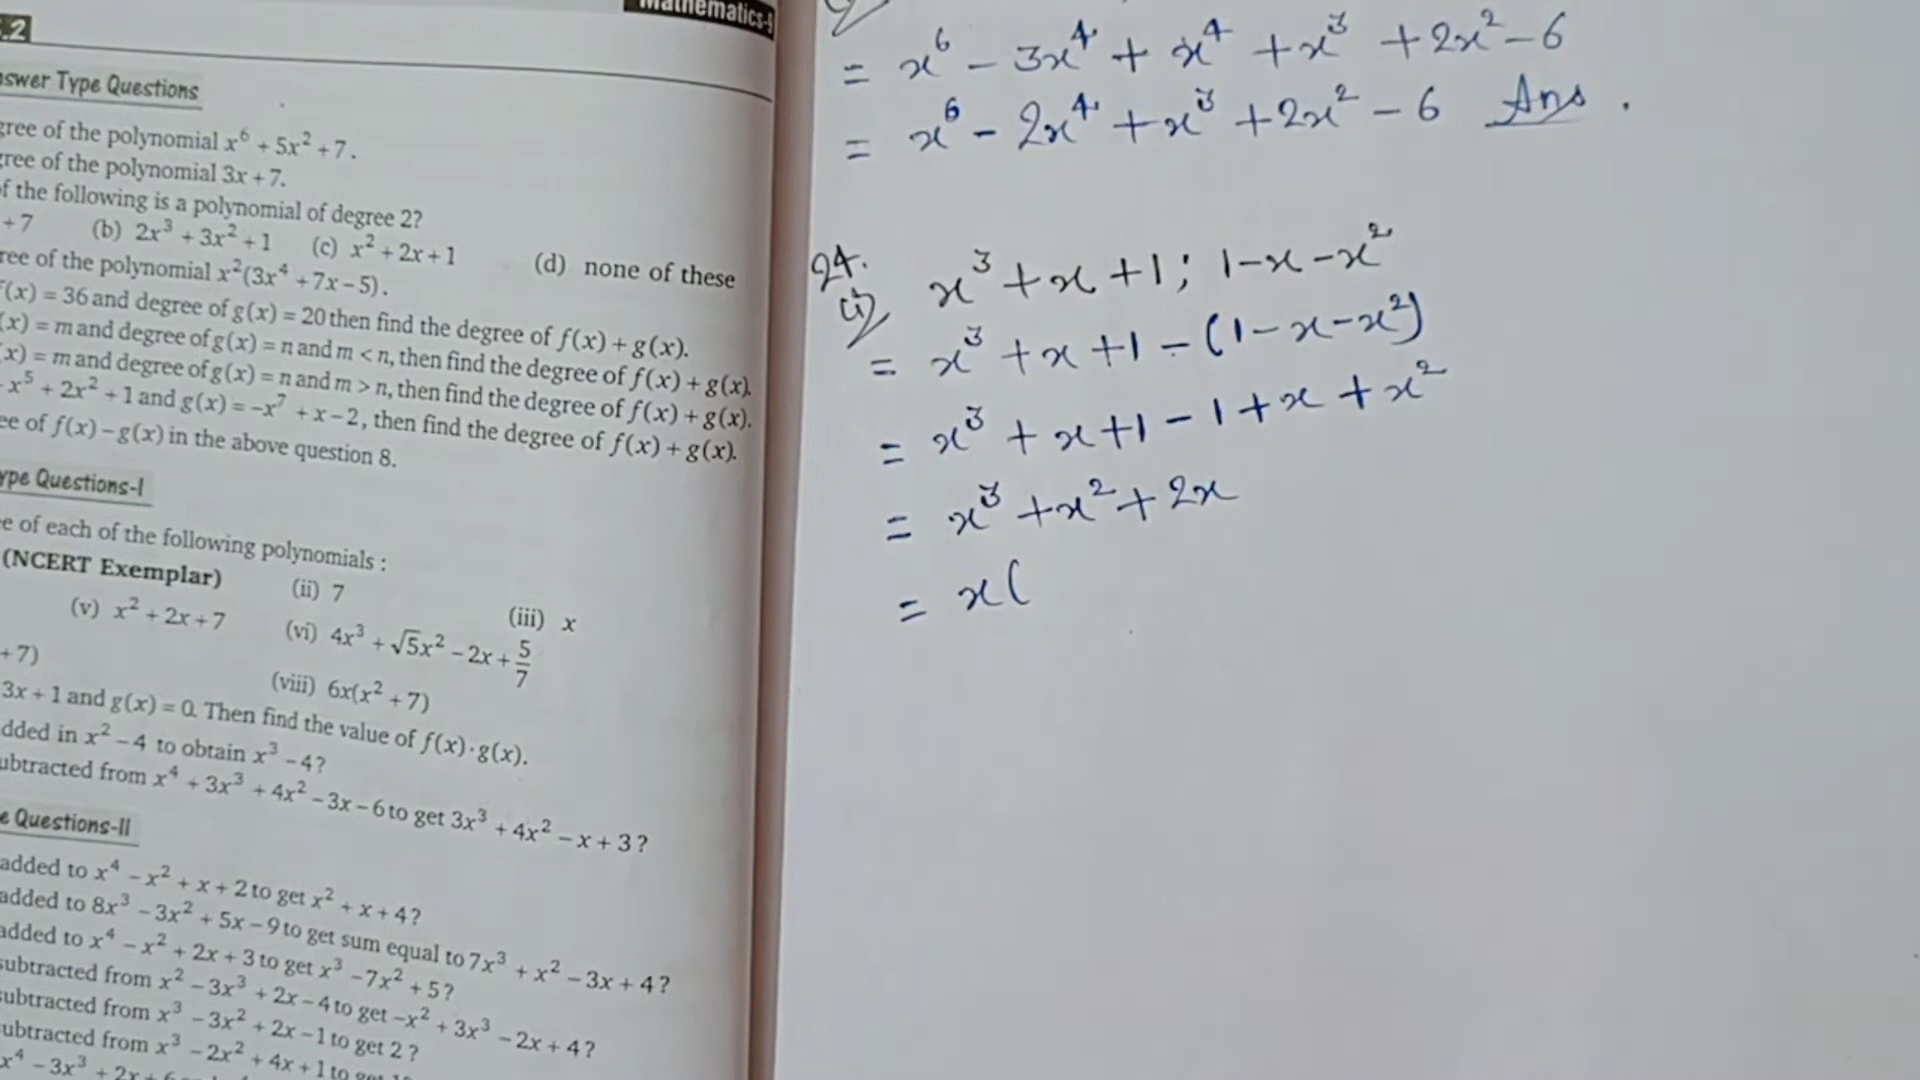 Mathematics-9
.2
Answer Type Questions
gree of the polynomial x⁶ + 5x² + 7.
gree of the polynomial 3x + 7.
of the following is a polynomial of degree 2?
+ 7 (b) 2x³ + 3x² + 1 (c) x² + 2x + 1 (d) none of these
ree of the polynomial x²(3x⁴ + 7x − 5).
f(x) = 36 and degree of g(x) = 20 then find the degree of f(x) + g(x).
(x) = m and degree of g(x) = n and m < n, then find the degree of f(x) + g(x).
x) = m and degree of g(x) = n and m > n, then find the degree of f(x) + g(x).
x⁵ + 2x² + 1 and g(x) = −x⁷ + x − 2, then find the degree of f(x) + g(x).
ee of f(x) − g(x) in the above question 8.
ype Questions-I
e of each of the following polynomials :
(NCERT Exemplar) (ii) 7 (iii) x
(v) x² + 2x + 7 (vi) 4x³ + √5x² − 2x + 5/7
+ 7) (viii) 6x(x² + 7)
3x + 1 and g(x) = 0. Then find the value of f(x) · g(x).
dded in x² − 4 to obtain x³ − 4?
ubtracted from x⁴ + 3x³ + 4x² − 3x − 6 to get 3x³ + 4x² − x + 3?
e Questions-II
added to x⁴ − x² + x + 2 to get x² + x + 4?
added to 8x³ − 3x² + 5x − 9 to get sum equal to 7x³ + x² − 3x + 4?
added to x⁴ − x² + 2x + 3 to get x³ − 7x² + 5?
subtracted from x² − 3x³ + 2x − 4 to get −x² + 3x³ − 2x + 4?
ubtracted from x³ − 3x² + 2x − 1 to get 2?
ubtracted from x³ − 2x² + 4x + 1 to
x⁴ − 3x³ + 2x +
= x⁶ − 3x⁴ + x⁴ + x³ + 2x² − 6
= x⁶ − 2x⁴ + x³ + 2x² − 6 Ans.
24.
(i) x³ + x + 1 ; 1 − x − x²
= x³ + x + 1 − (1 − x − x²)
= x³ + x + 1 − 1 + x + x²
= x³ + x² + 2x
= x(